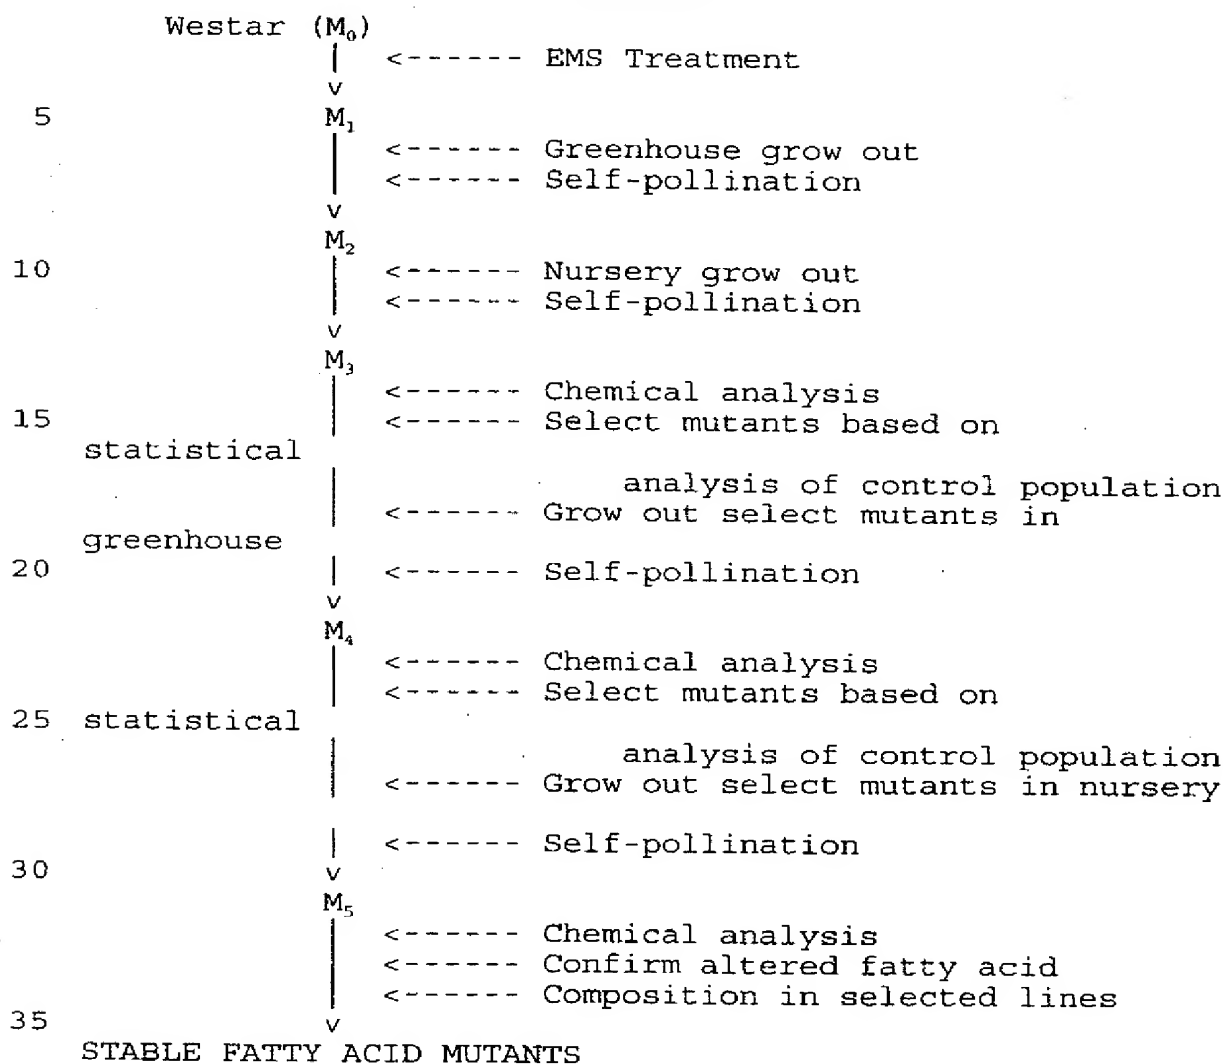 Westar (M₀)
| <------ EMS Treatment
v
5 M₁
| <------ Greenhouse grow out
<------ Self-pollination
v
M₂
10 | <------ Nursery grow out
<------ Self-pollination
v
M₃
<------ Chemical analysis
15 <------ Select mutants based on
statistical
analysis of control population
<------ Grow out select mutants in
greenhouse
20 | <------ Self-pollination
v
M₄
<------ Chemical analysis
<------ Select mutants based on
25 statistical
analysis of control population
<------ Grow out select mutants in nursery
| <------ Self-pollination
30 v
M₅
<------ Chemical analysis
<------ Confirm altered fatty acid
<------ Composition in selected lines
35 v
STABLE FATTY ACID MUTANTS